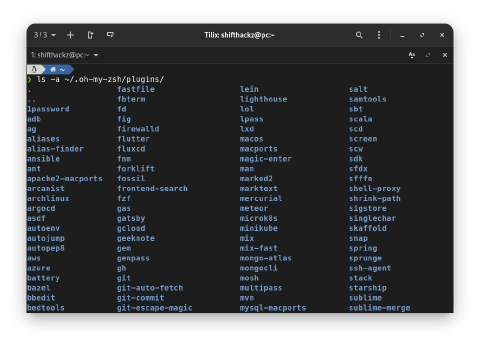 3 / 3
Tilix: shifthackz@pc:~
1: shifthackz@pc:~
~
❯ ls -a ~/.oh-my-zsh/plugins/
. fastfile lein salt
.. fbterm lighthouse samtools
1password fd lol sbt
adb fig lpass scala
ag firewalld lxd scd
aliases flutter macos screen
alias-finder fluxcd macports scw
ansible fnm magic-enter sdk
ant forklift man sfdx
apache2-macports fossil marked2 sfffe
arcanist frontend-search marktext shell-proxy
archlinux fzf mercurial shrink-path
argocd gas meteor sigstore
asdf gatsby microk8s singlechar
autoenv gcloud minikube skaffold
autojump geeknote mix snap
autopep8 gem mix-fast spring
aws genpass mongo-atlas sprunge
azure gh mongocli ssh-agent
battery git mosh stack
bazel git-auto-fetch multipass starship
bbedit git-commit mvn sublime
bedtools git-escape-magic mysql-macports sublime-merge